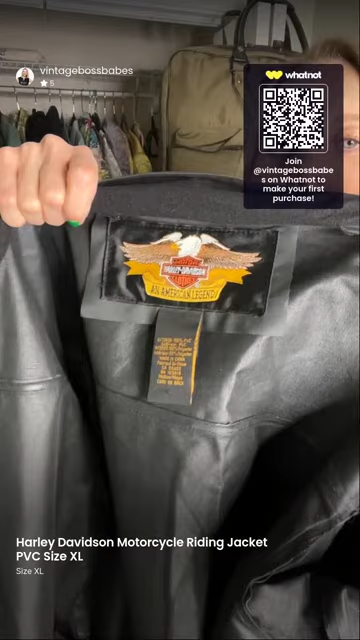 vintagebossbabes
★ 5
whatnot
Join
@vintagebossbabe
s on Whatnot to
make your first
purchase!
HARLEY-DAVIDSON
AN AMERICAN LEGEND
Harley Davidson Motorcycle Riding Jacket
PVC Size XL
Size XL